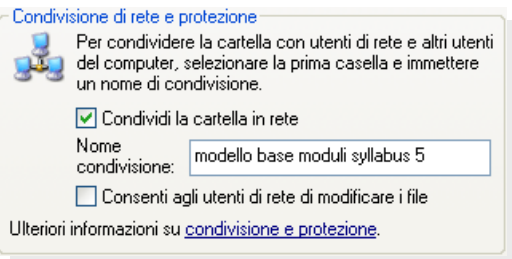 Condivisione di rete e protezione
Per condividere la cartella con utenti di rete e altri utenti
del computer, selezionare la prima casella e immettere
un nome di condivisione.
Condividi la cartella in rete
Nome
condivisione:
modello base moduli syllabus 5
Consenti agli utenti di rete di modificare i file
Ulteriori informazioni su condivisione e protezione.